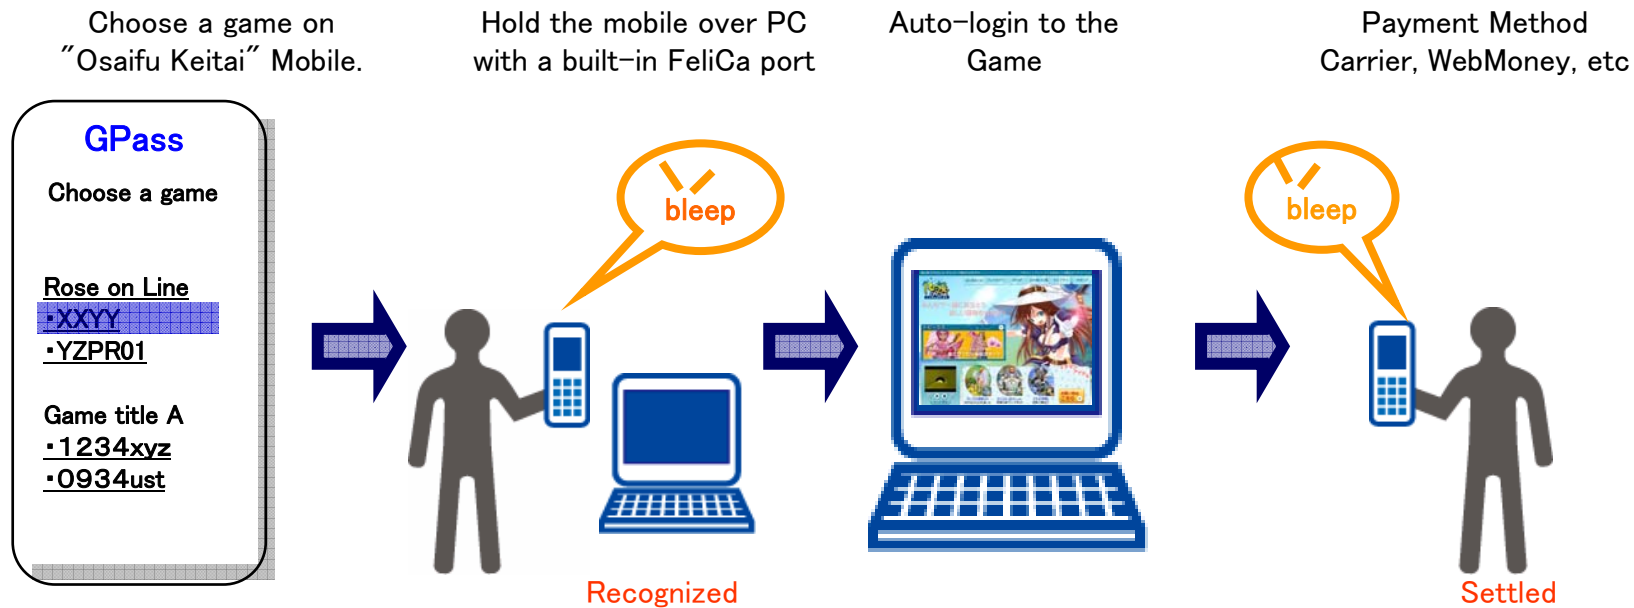 Choose a game on
"Osaifu Keitai" Mobile.
Hold the mobile over PC
with a built-in FeliCa port
Auto-login to the
Game
Payment Method
Carrier, WebMoney, etc
GPass
Choose a game
Rose on Line
・XXYY
・YZPR01
Game title A
・1234xyz
・0934ust
bleep
Recognized
bleep
Settled